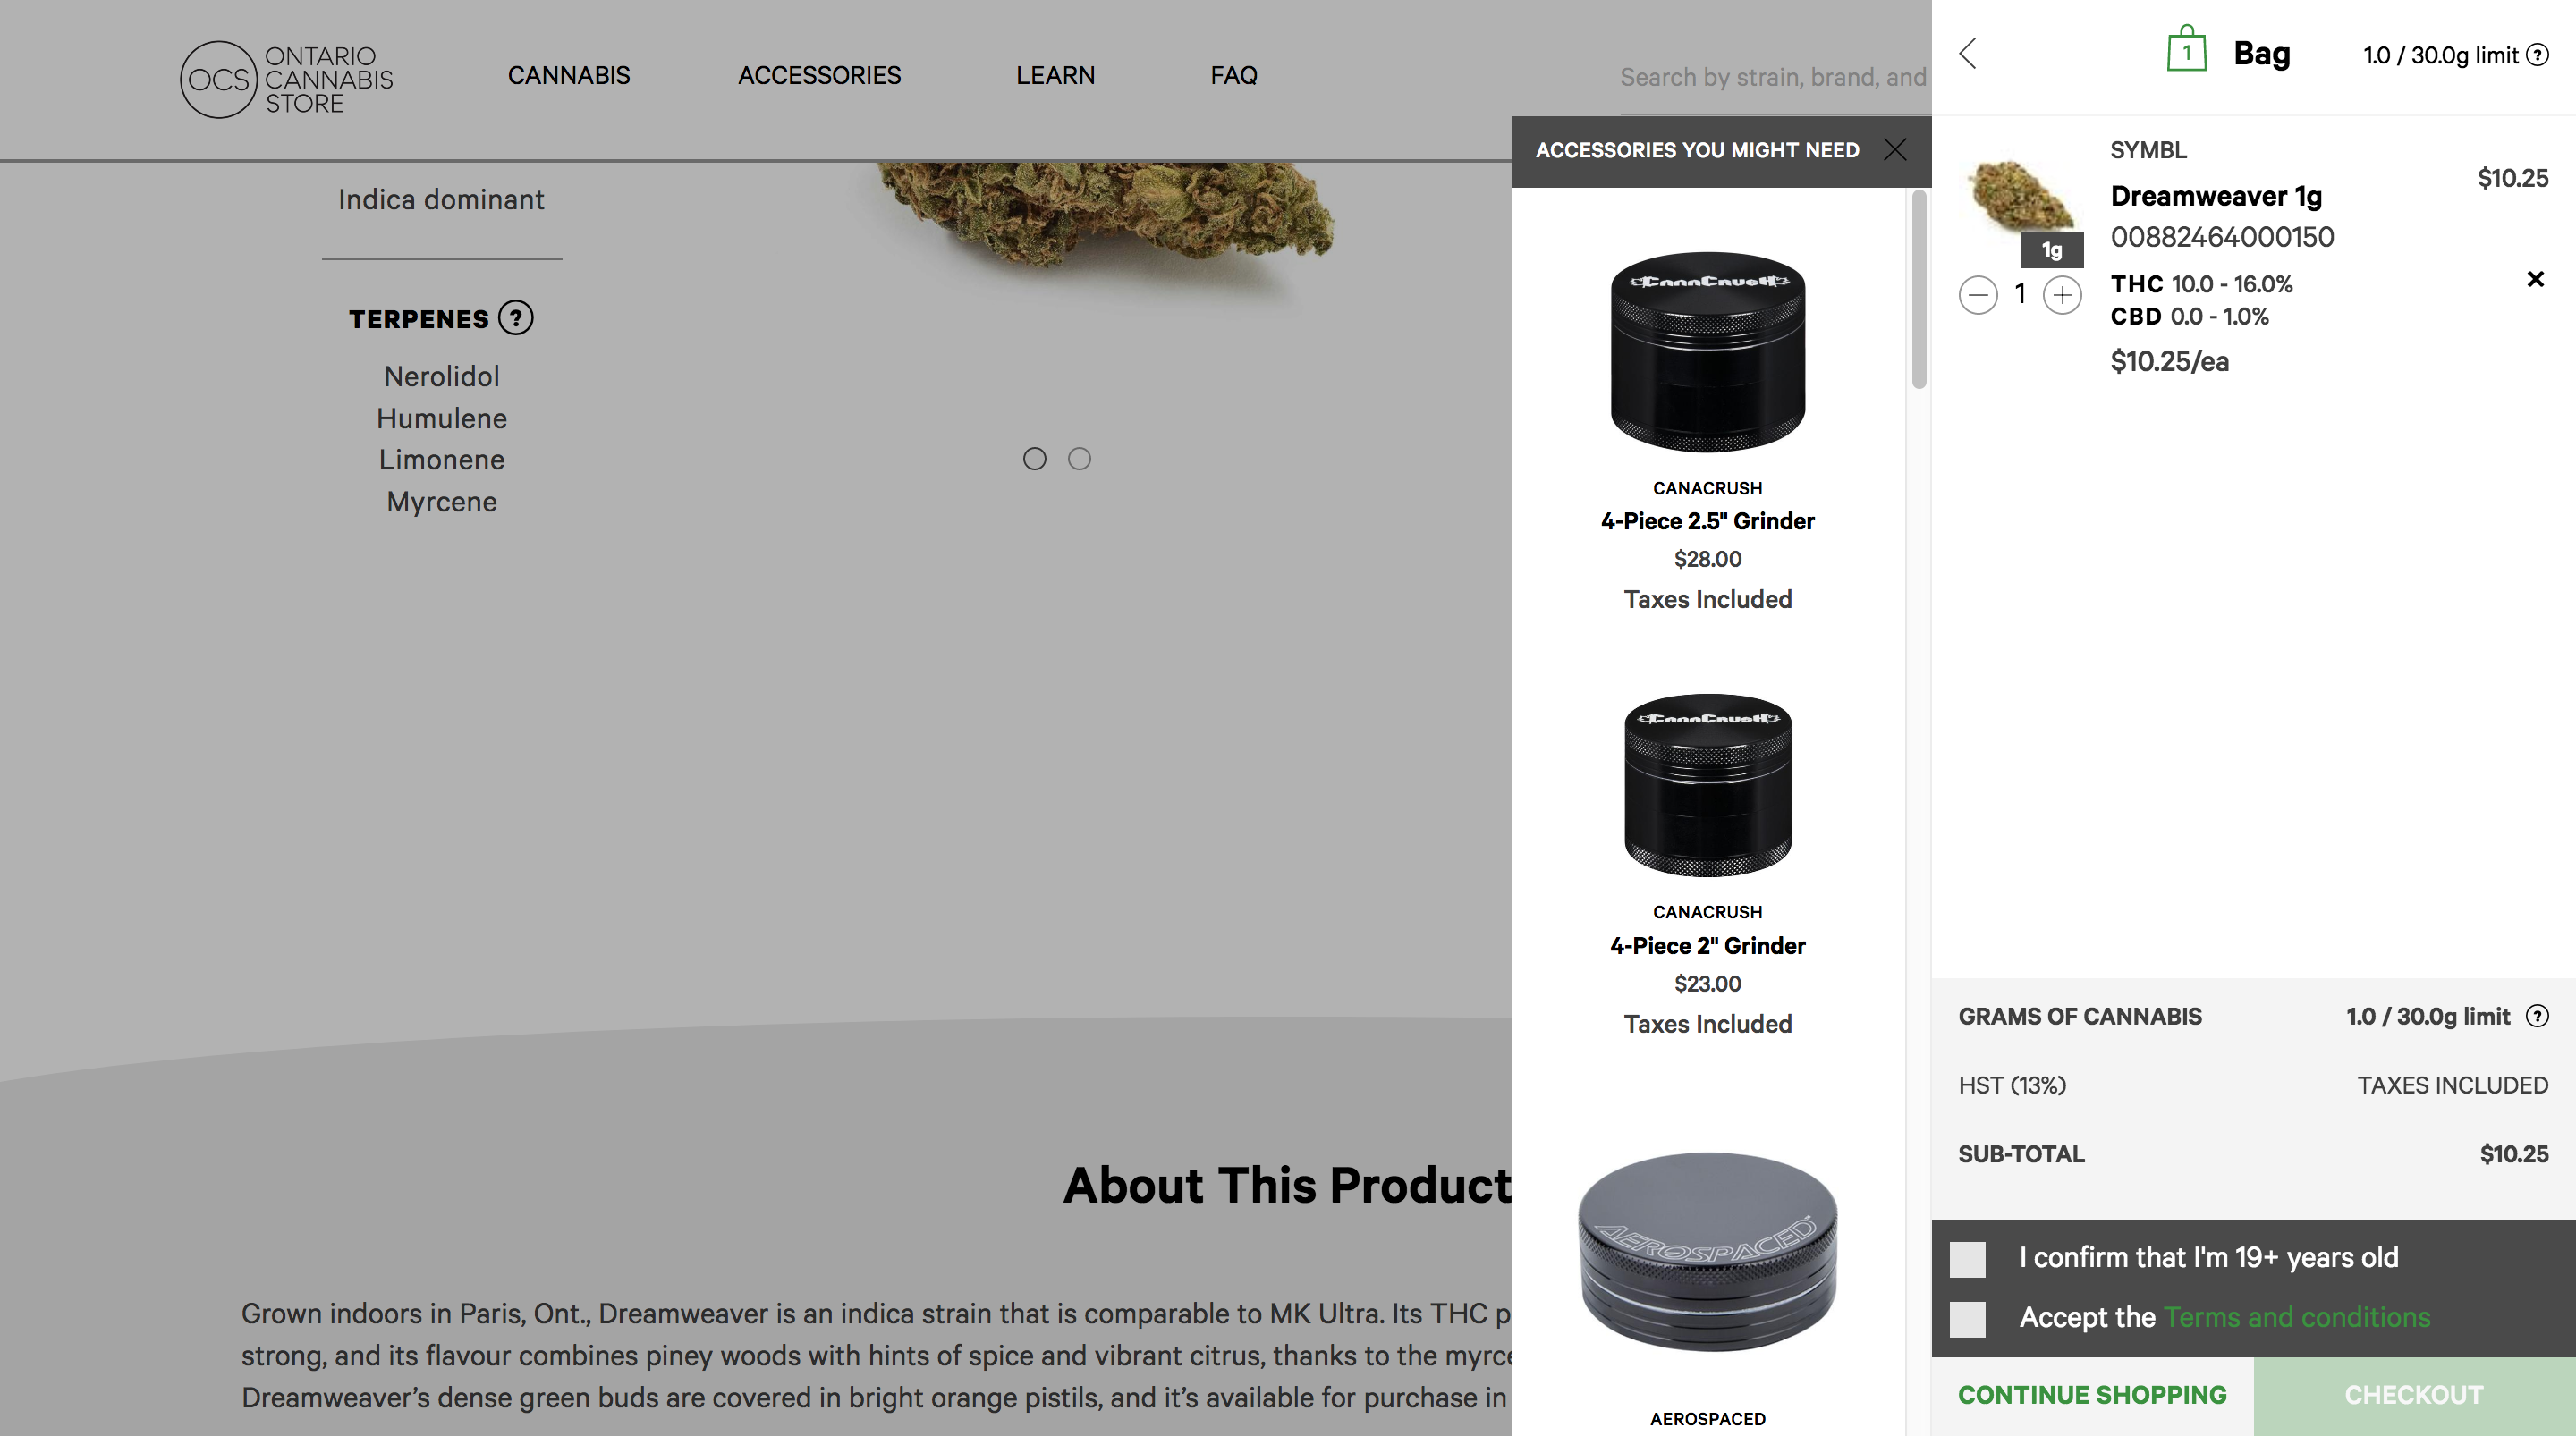 OCS
ONTARIO
CANNABIS
STORE
CANNABIS
ACCESSORIES
LEARN
FAQ
Search by strain, brand, and
Indica dominant
TERPENES ?
Nerolidol
Humulene
Limonene
Myrcene
About This Product
Grown indoors in Paris, Ont., Dreamweaver is an indica strain that is comparable to MK Ultra. Its THC p
strong, and its flavour combines piney woods with hints of spice and vibrant citrus, thanks to the myrce
Dreamweaver’s dense green buds are covered in bright orange pistils, and it’s available for purchase in
ACCESSORIES YOU MIGHT NEED
CANACRUSH
CANACRUSH
4-Piece 2.5" Grinder
$28.00
Taxes Included
CANACRUSH
CANACRUSH
4-Piece 2" Grinder
$23.00
Taxes Included
AEROSPACED
AEROSPACED
1
Bag
1.0 / 30.0g limit ?
SYMBL
$10.25
Dreamweaver 1g
00882464000150
1g
THC 10.0 - 16.0%
1
CBD 0.0 - 1.0%
$10.25/ea
GRAMS OF CANNABIS 1.0 / 30.0g limit ?
HST (13%) TAXES INCLUDED
SUB-TOTAL $10.25
I confirm that I'm 19+ years old
Accept the Terms and conditions
CONTINUE SHOPPING
CHECKOUT